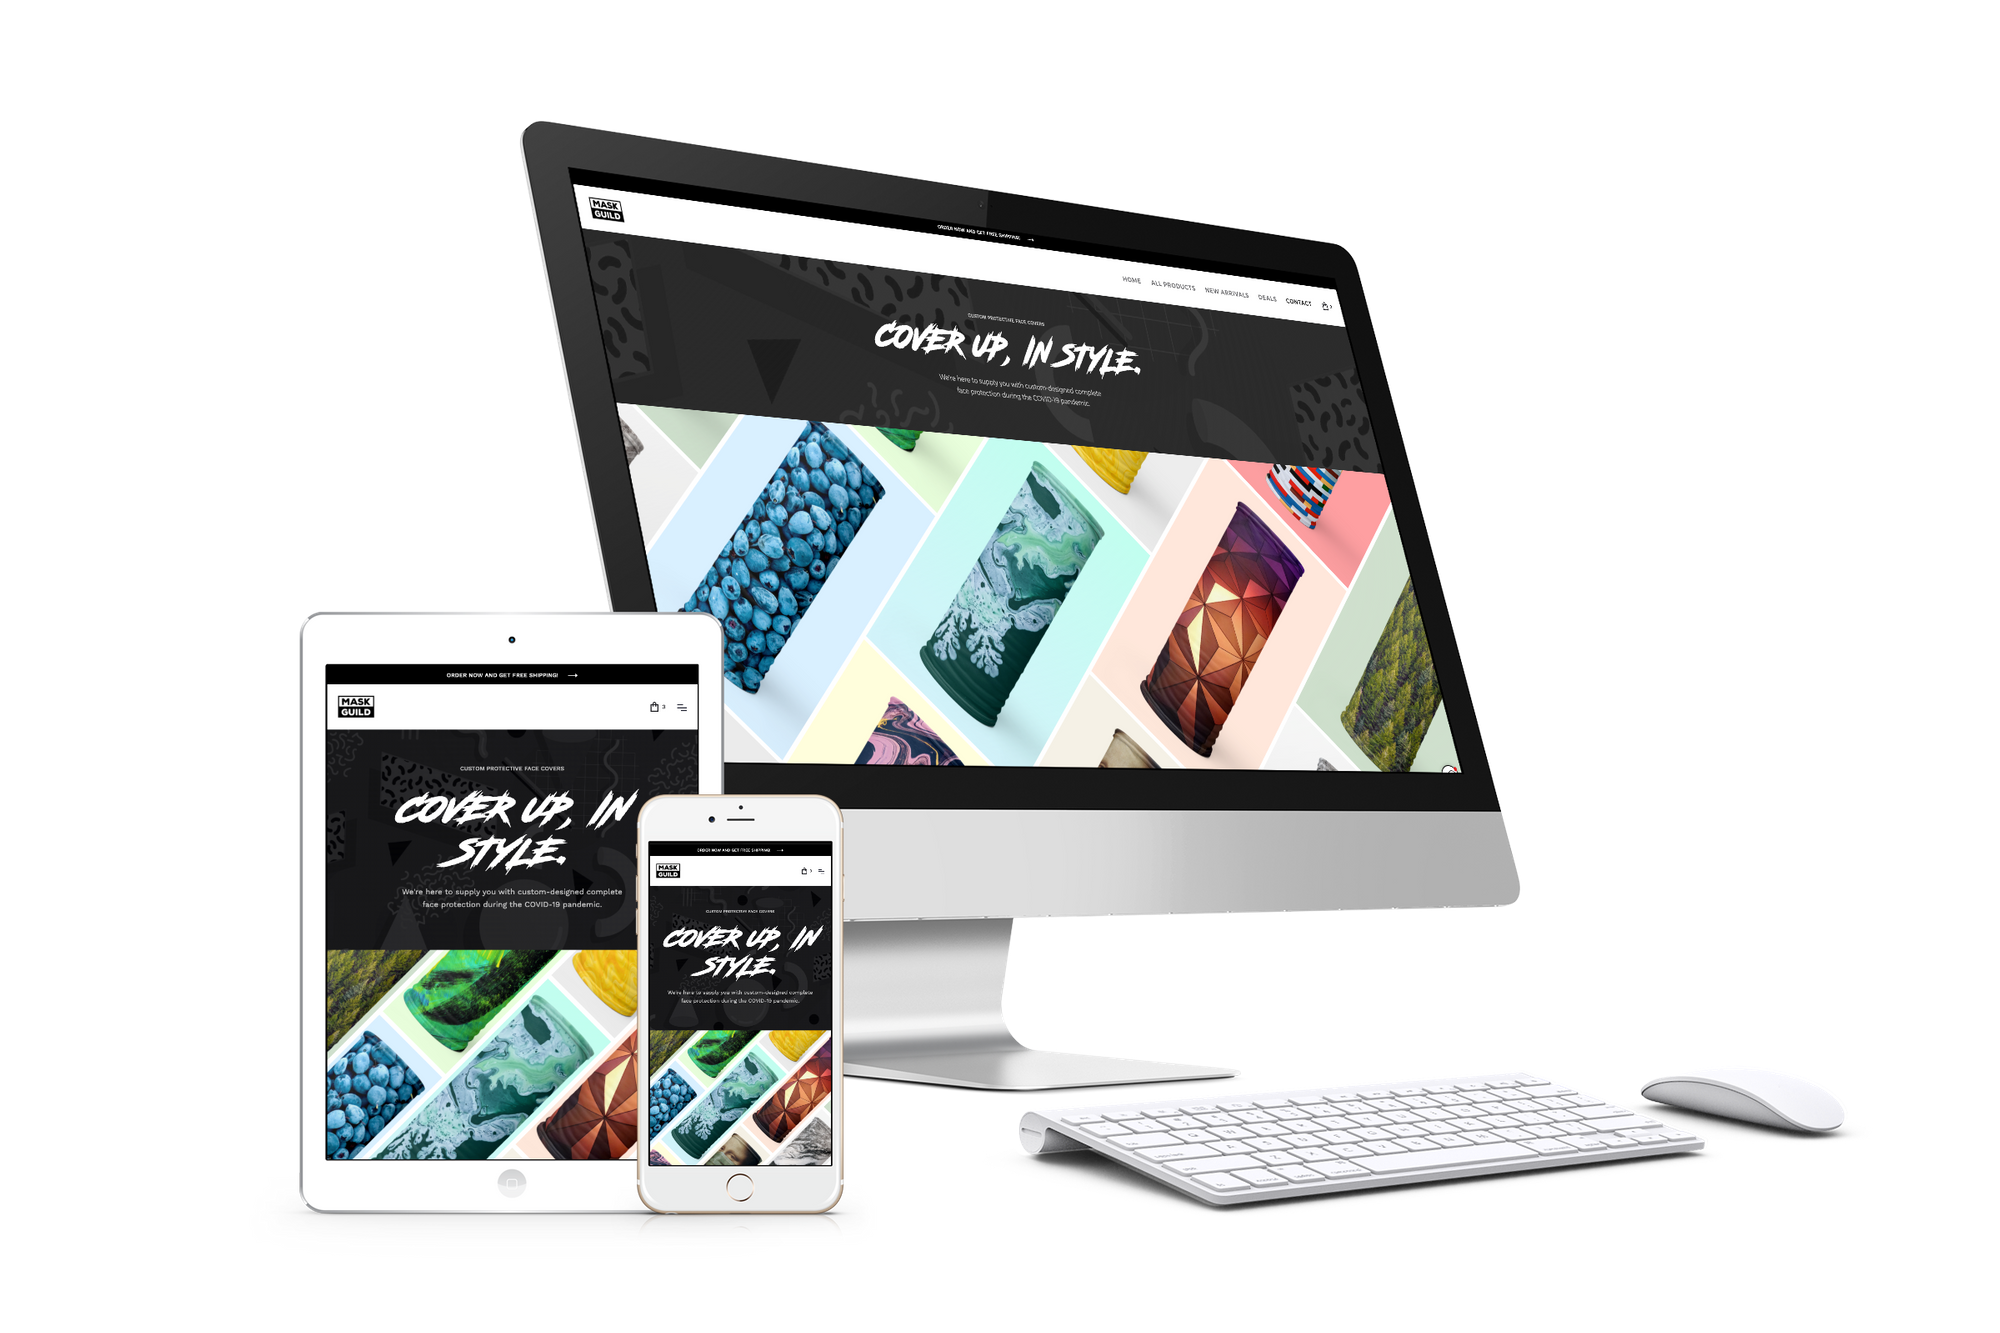 MASK
GUILD
ORDER NOW AND GET FREE SHIPPING!
HOME ALL PRODUCTS NEW ARRIVALS DEALS CONTACT
CUSTOM PROTECTIVE FACE COVERS
COVER UP, IN STYLE.
We're here to supply you with custom-designed complete
face protection during the COVID-19 pandemic.
ORDER NOW AND GET FREE SHIPPING!
MASK
GUILD
3
CUSTOM PROTECTIVE FACE COVERS
COVER UP, IN
STYLE.
We're here to supply you with custom-designed complete
face protection during the COVID-19 pandemic.
ORDER NOW AND GET FREE SHIPPING!
MASK
GUILD
CUSTOM PROTECTIVE FACE COVERS
COVER UP, IN
STYLE.
We're here to supply you with custom-designed complete
face protection during the COVID-19 pandemic.